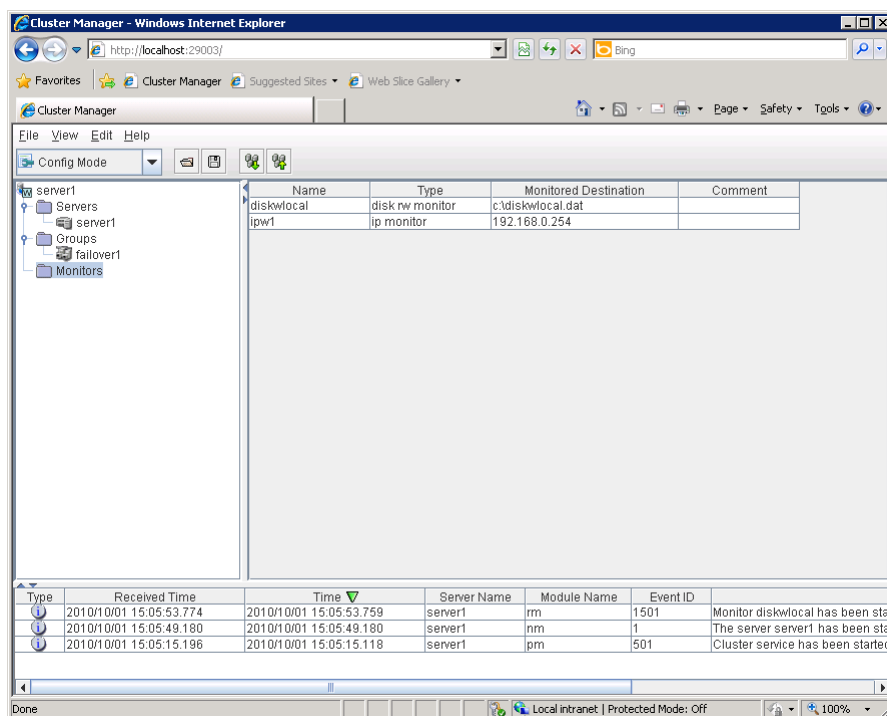 Cluster Manager - Windows Internet Explorer
http://localhost:29003/
Bing
Favorites Cluster Manager Suggested Sites Web Slice Gallery
Cluster Manager Page Safety Tools
File View Edit Help
Config Mode
server1
Servers
server1
Groups
failover1
Monitors
Name Type Monitored Destination Comment
diskwlocal disk rw monitor c:\diskwlocal.dat
ipw1 ip monitor 192.168.0.254
Type Received Time Time Server Name Module Name Event ID
2010/10/01 15:05:53.774 2010/10/01 15:05:53.759 server1 rm 1501 Monitor diskwlocal has been sta
2010/10/01 15:05:49.180 2010/10/01 15:05:49.180 server1 nm 1 The server server1 has been sta
2010/10/01 15:05:15.196 2010/10/01 15:05:15.118 server1 pm 501 Cluster service has been started
Done Local intranet | Protected Mode: Off 100%